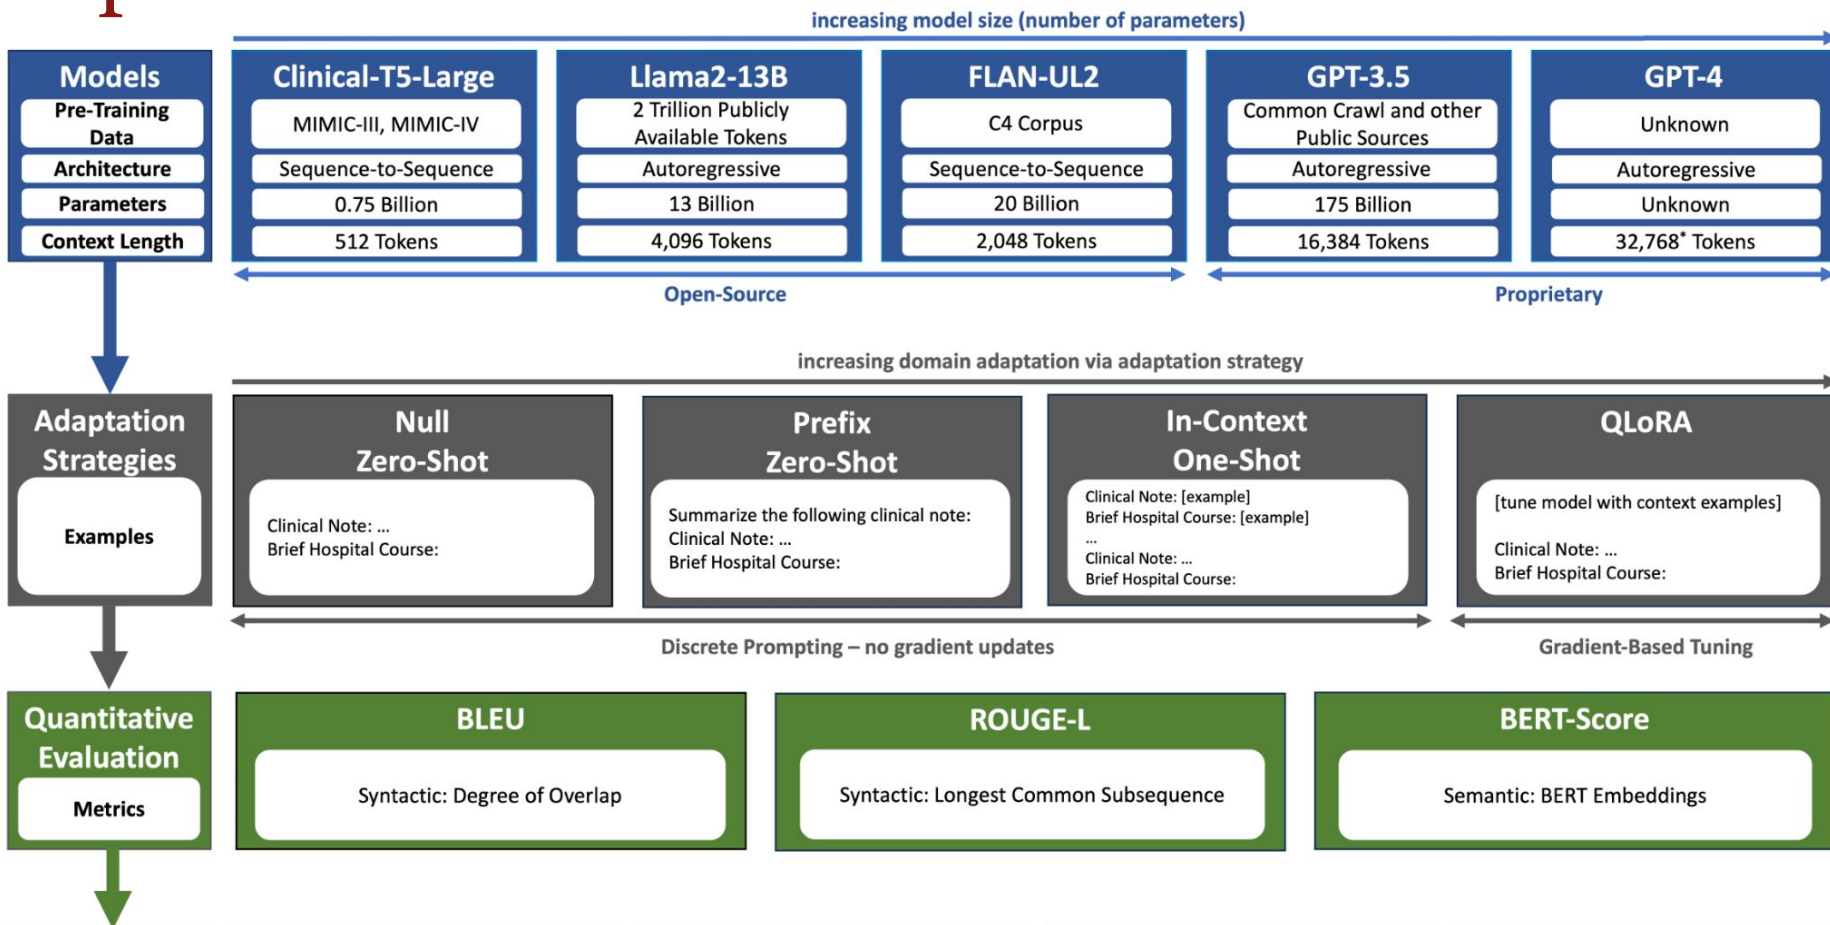 increasing model size (number of parameters)
Models
Pre-Training
Data
Architecture
Parameters
Context Length
Clinical-T5-Large
MIMIC-III, MIMIC-IV
Sequence-to-Sequence
0.75 Billion
512 Tokens
Llama2-13B
2 Trillion Publicly
Available Tokens
Autoregressive
13 Billion
4,096 Tokens
FLAN-UL2
C4 Corpus
Sequence-to-Sequence
20 Billion
2,048 Tokens
GPT-3.5
Common Crawl and other
Public Sources
Autoregressive
175 Billion
16,384 Tokens
GPT-4
Unknown
Autoregressive
Unknown
32,768* Tokens
Open-Source
Proprietary
increasing domain adaptation via adaptation strategy
Adaptation
Strategies
Examples
Null
Zero-Shot
Clinical Note: ...
Brief Hospital Course:
Prefix
Zero-Shot
Summarize the following clinical note:
Clinical Note: ...
Brief Hospital Course:
In-Context
One-Shot
Clinical Note: [example]
Brief Hospital Course: [example]
...
Clinical Note: ...
Brief Hospital Course:
QLoRA
[tune model with context examples]
Clinical Note: ...
Brief Hospital Course:
Discrete Prompting – no gradient updates
Gradient-Based Tuning
Quantitative
Evaluation
Metrics
BLEU
Syntactic: Degree of Overlap
ROUGE-L
Syntactic: Longest Common Subsequence
BERT-Score
Semantic: BERT Embeddings